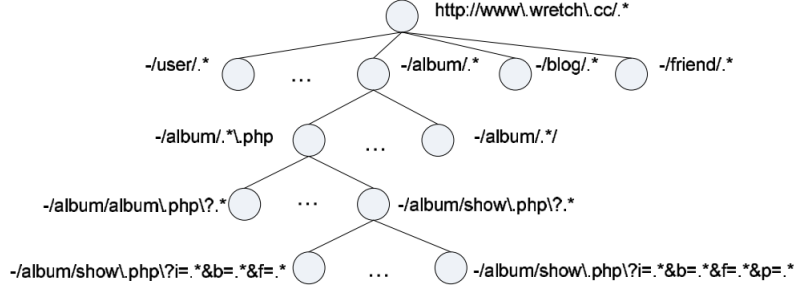 http://www\.wretch\.cc/.*
-/user/.* ... -/album/.* -/blog/.* -/friend/.*
-/album/.*\.php ... -/album/.*/
-/album/album\.php\?.* ... -/album/show\.php\?.*
-/album/show\.php\?i=.*&b=.*&f=.* ... -/album/show\.php\?i=.*&b=.*&f=.*&p=.*